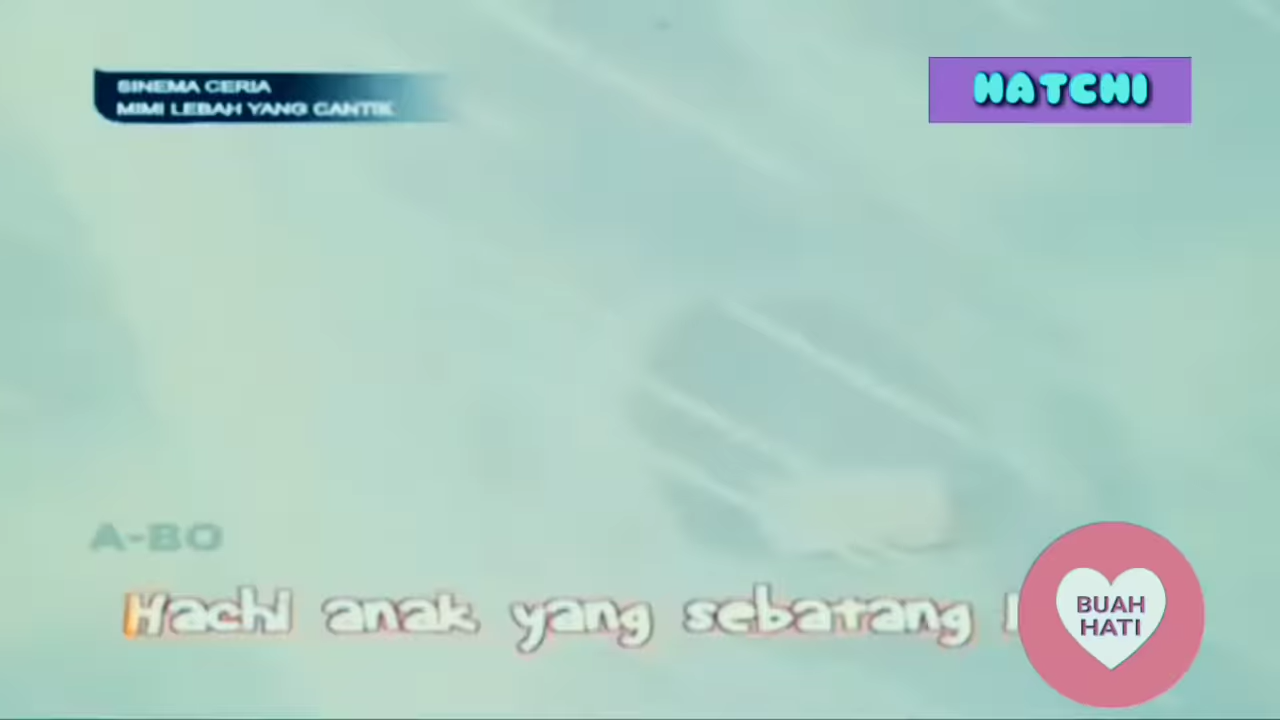 SINEMA CERIA
MIMI LEBAH YANG CANTIK
HATCHI
A-BO
Hachi anak yang sebatang
BUAH
HATI